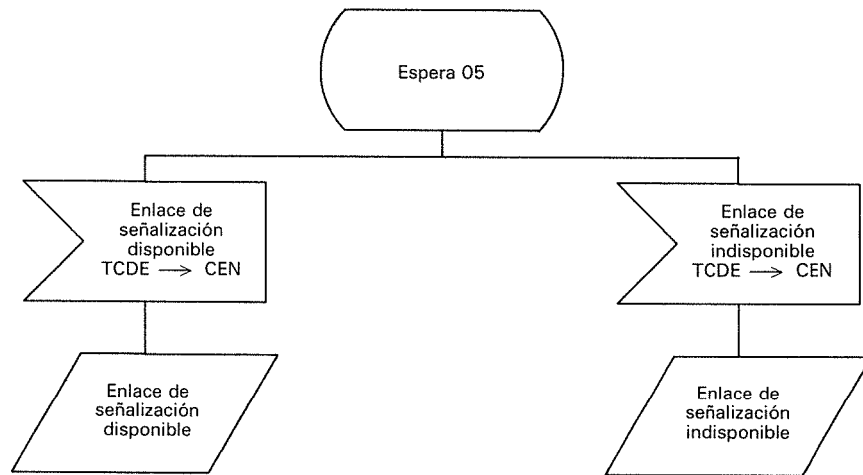 Espera 05
Enlace de
señalización
disponible
TCDE → CEN
Enlace de
señalización
indisponible
TCDE → CEN
Enlace de
señalización
disponible
Enlace de
señalización
indisponible